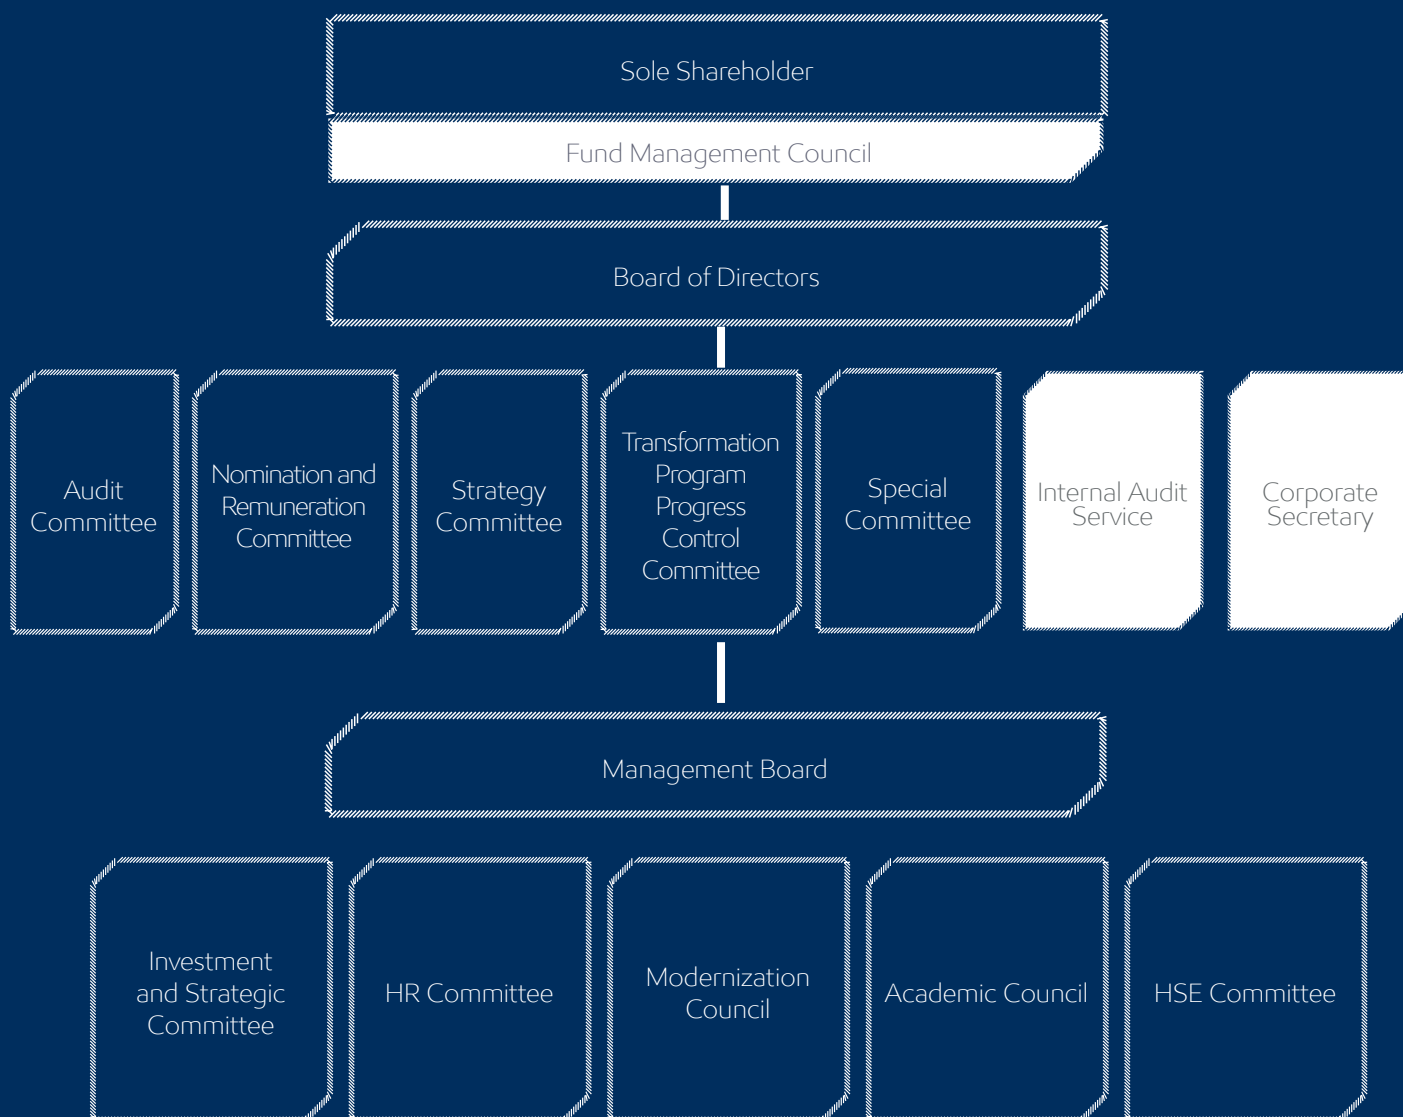 Sole Shareholder
Fund Management Council
Board of Directors
Audit
Committee
Nomination and
Remuneration
Committee
Strategy
Committee
Transformation
Program
Progress
Control
Committee
Special
Committee
Internal Audit
Service
Corporate
Secretary
Management Board
Investment
and Strategic
Committee
HR Committee
Modernization
Council
Academic Council
HSE Committee